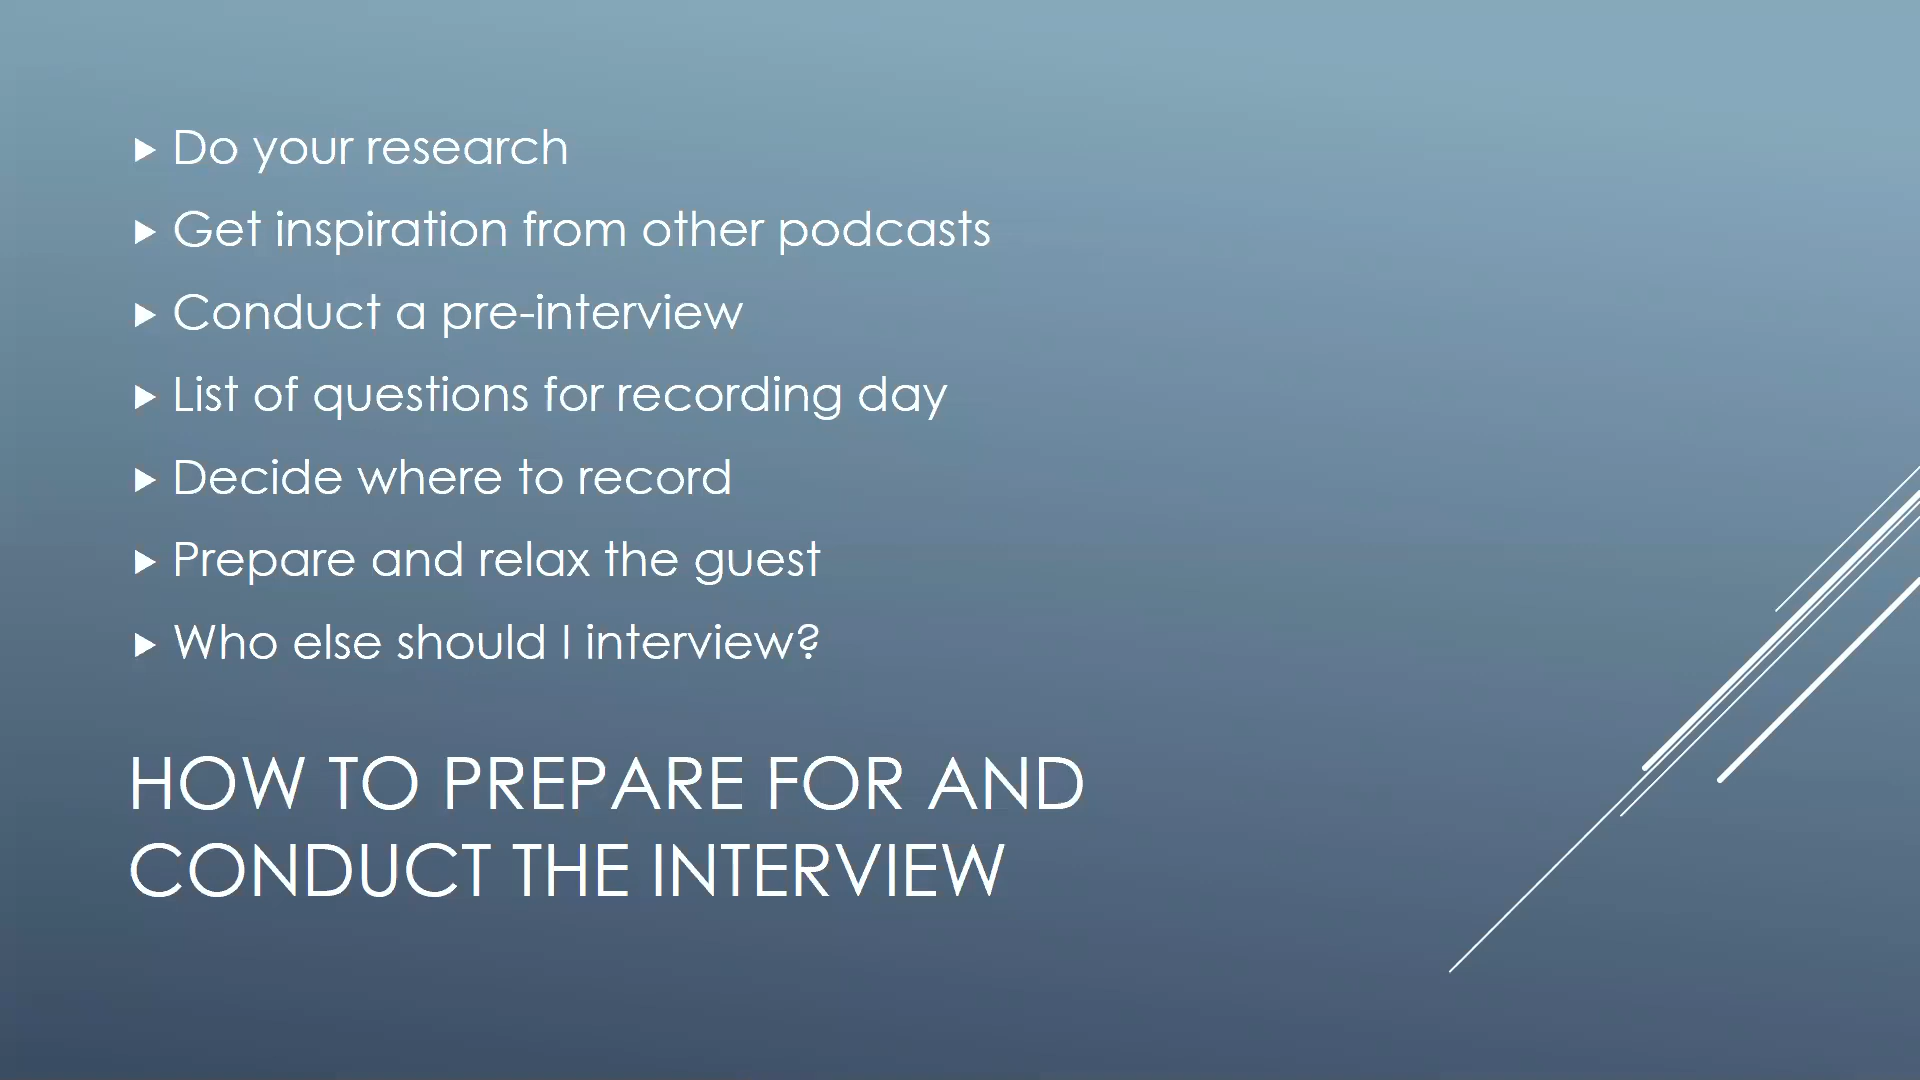 Do your research
Get inspiration from other podcasts
Conduct a pre-interview
List of questions for recording day
Decide where to record
Prepare and relax the guest
Who else should I interview?
HOW TO PREPARE FOR AND
CONDUCT THE INTERVIEW